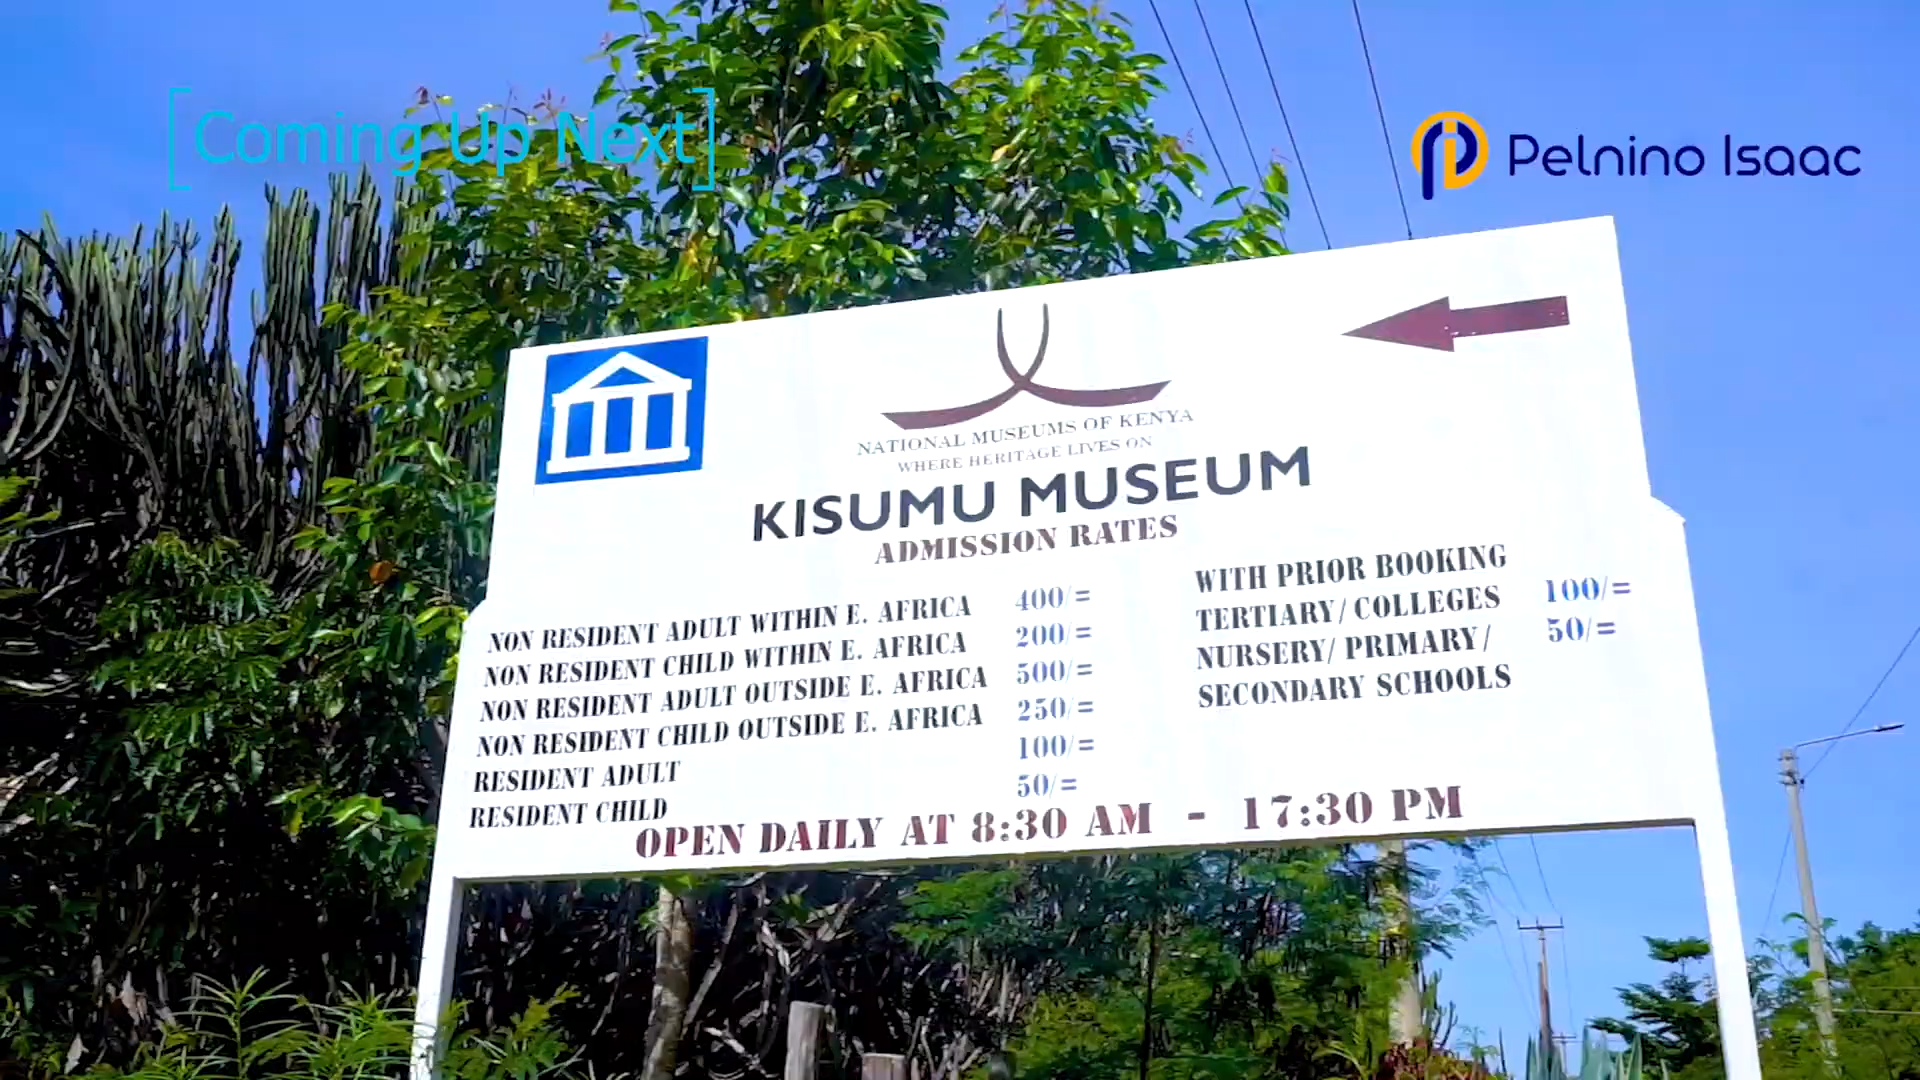 [Coming Up Next]
Pelnino Isaac
NATIONAL MUSEUMS OF KENYA
WHERE HERITAGE LIVES ON
KISUMU MUSEUM
ADMISSION RATES
NON RESIDENT ADULT WITHIN E. AFRICA 400/=
NON RESIDENT CHILD WITHIN E. AFRICA 200/=
NON RESIDENT ADULT OUTSIDE E. AFRICA 500/=
NON RESIDENT CHILD OUTSIDE E. AFRICA 250/=
RESIDENT ADULT 100/=
RESIDENT CHILD 50/=
WITH PRIOR BOOKING
TERTIARY/COLLEGES 100/=
NURSERY/ PRIMARY/ 50/=
SECONDARY SCHOOLS
OPEN DAILY AT 8:30 AM - 17:30 PM